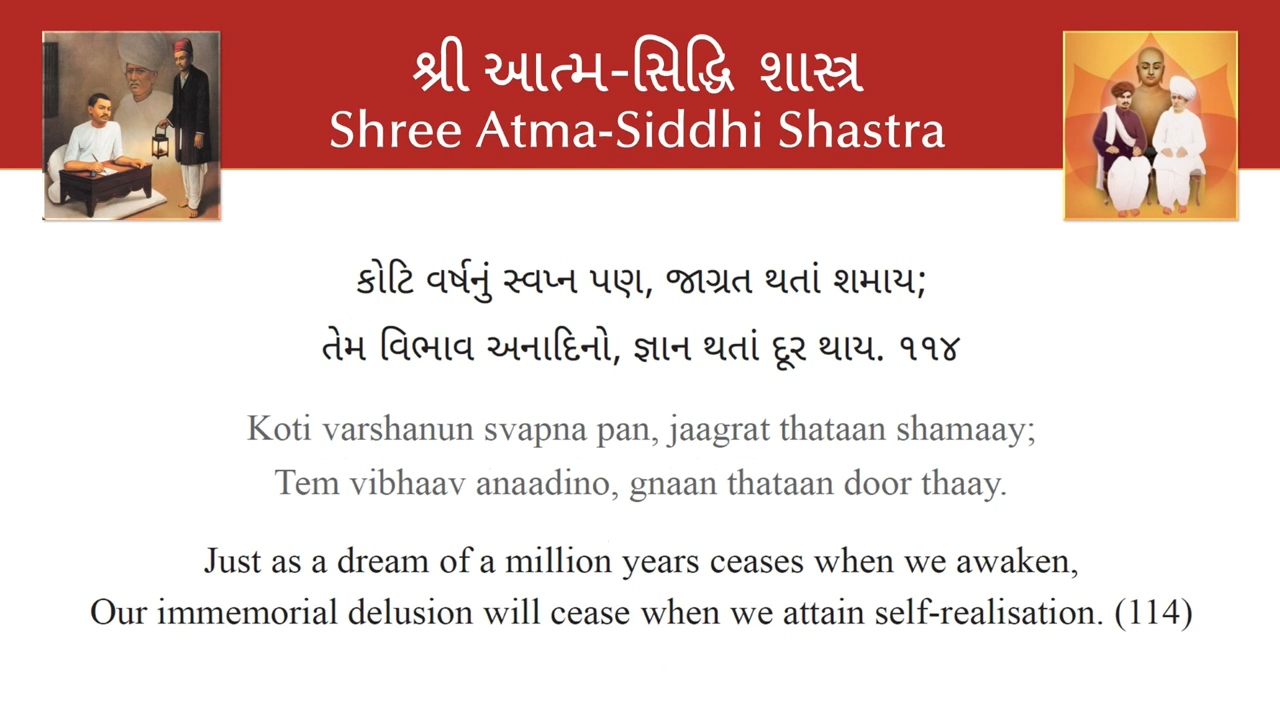 શ્રી આત્મ-સિદ્ધિ શાસ્ત્ર
Shree Atma-Siddhi Shastra
કોટિ વર્ષનું સ્વપ્ન પણ, જાગ્રત થતાં શમાય;
તેમ વિભાવ અનાદિનો, જ્ઞાન થતાં દૂર થાય. ૧૧૪
Koti varshanun svapna pan, jaagrat thataan shamaay;
Tem vibhaav anaadino, gnaan thataan door thaay.
Just as a dream of a million years ceases when we awaken,
Our immemorial delusion will cease when we attain self-realisation. (114)